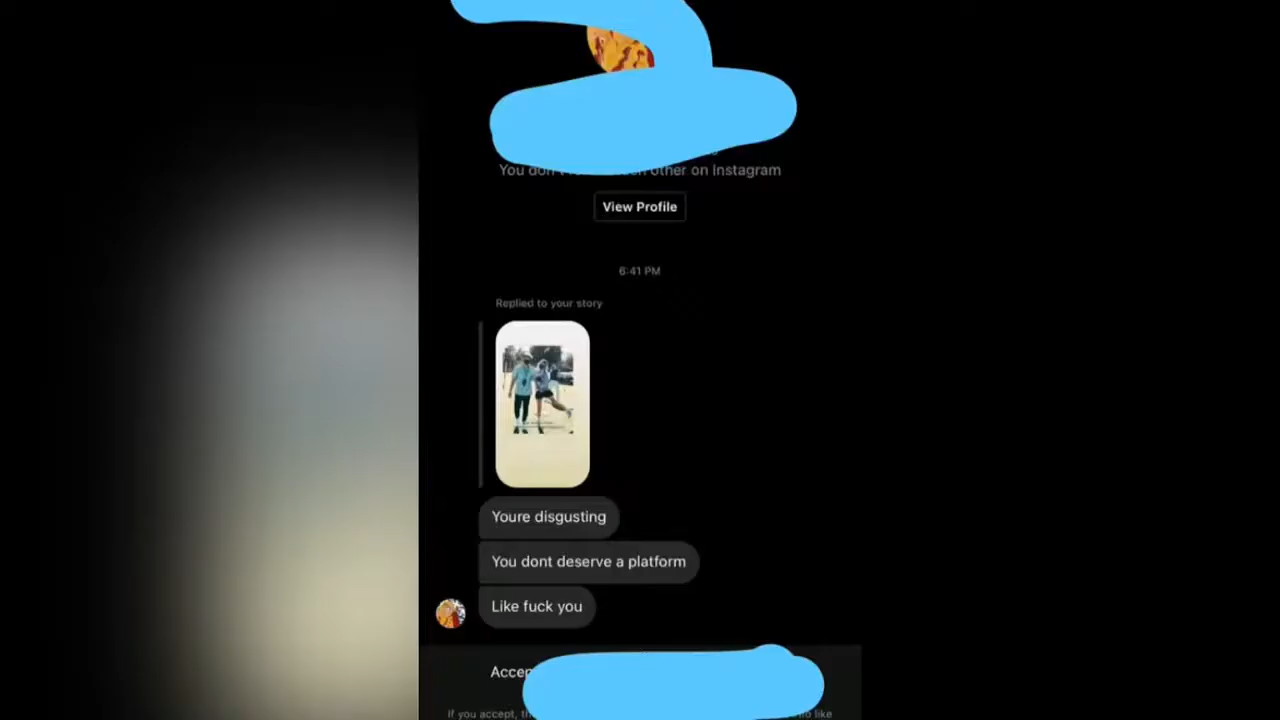 You don other on Instagram
View Profile
6:41 PM
Replied to your story
Youre disgusting
You dont deserve a platform
Like fuck you
Accep
If you accept, th like